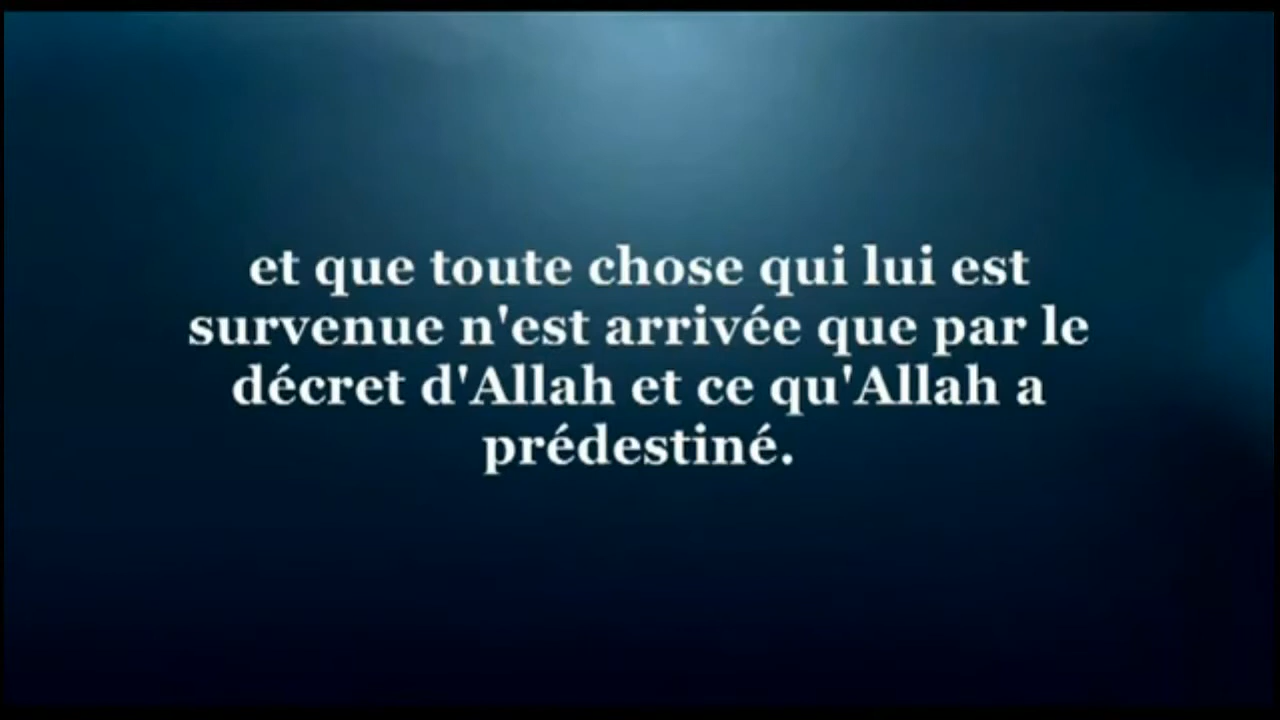 et que toute chose qui lui est
survenue n'est arrivée que par le
décret d'Allah et ce qu'Allah a
prédestiné.